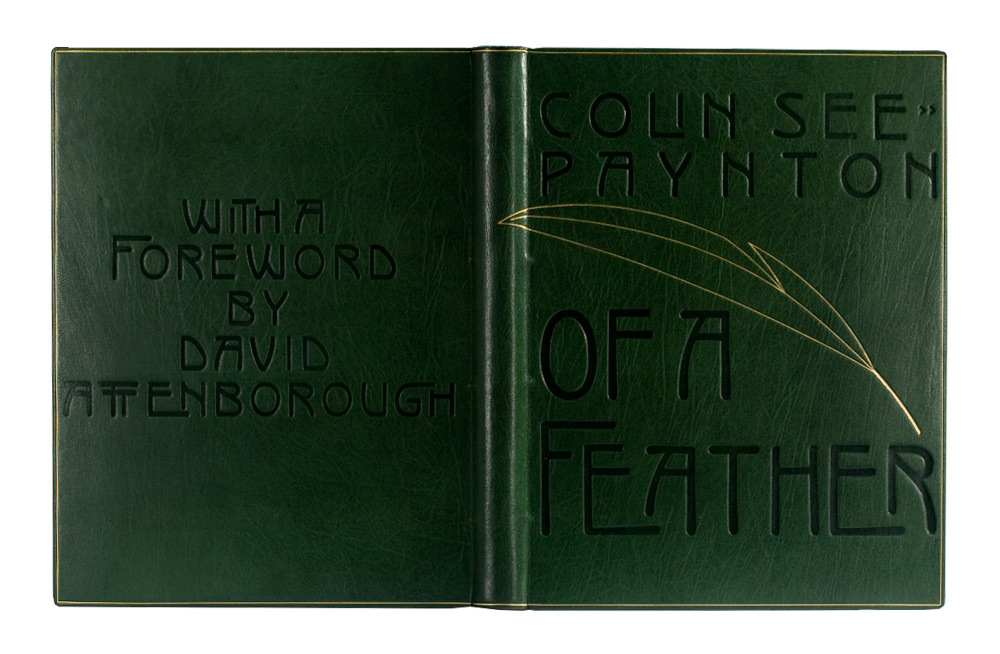 COLIN SEE-
PAYNTON
OF A
FEATHER
WITH A
FOREWORD
BY
DAVID
ATTENBOROUGH